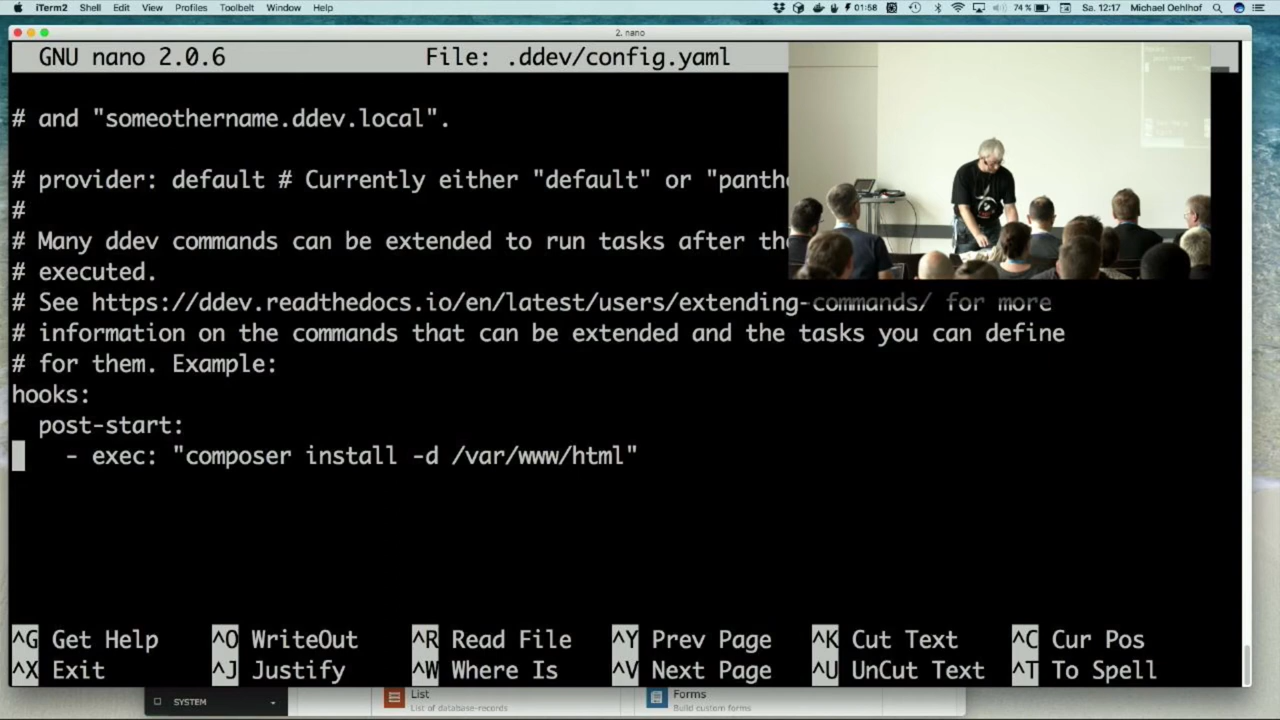 iTerm2 Shell Edit View Profiles Toolbelt Window Help 01:58 74 % Sa. 12:17 Michael Oehlhof
2. nano
GNU nano 2.0.6 File: .ddev/config.yaml
# and "someothername.ddev.local".
# provider: default # Currently either "default" or "panthe
#
# Many ddev commands can be extended to run tasks after the
# executed.
# See https://ddev.readthedocs.io/en/latest/users/extending-commands/ for more
# information on the commands that can be extended and the tasks you can define
# for them. Example:
hooks:
post-start:
- exec: "composer install -d /var/www/html"
^G Get Help ^O WriteOut ^R Read File ^Y Prev Page ^K Cut Text ^C Cur Pos
^X Exit ^J Justify ^W Where Is ^V Next Page ^U UnCut Text ^T To Spell
SYSTEM
List
List of database-records
Forms
Build custom forms